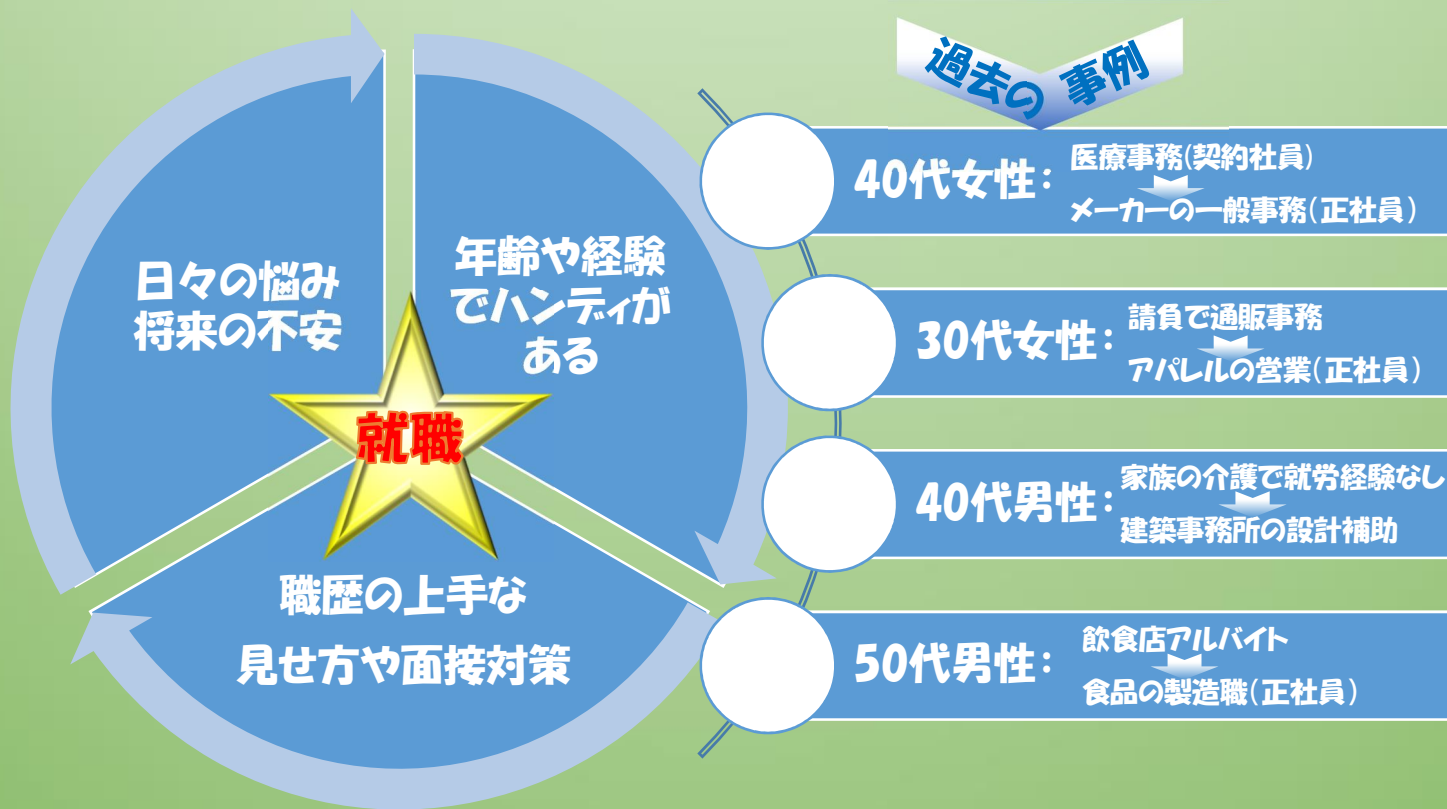 日々の悩み
将来の不安
年齢や経験
でハンディが
ある
就職
職歴の上手な
見せ方や面接対策
過去の 事例
40代女性：
医療事務(契約社員)
メーカーの一般事務(正社員)
30代女性：
請負で通販事務
アパレルの営業(正社員)
40代男性：
家族の介護で就労経験なし
建築事務所の設計補助
50代男性：
飲食店アルバイト
食品の製造職(正社員)